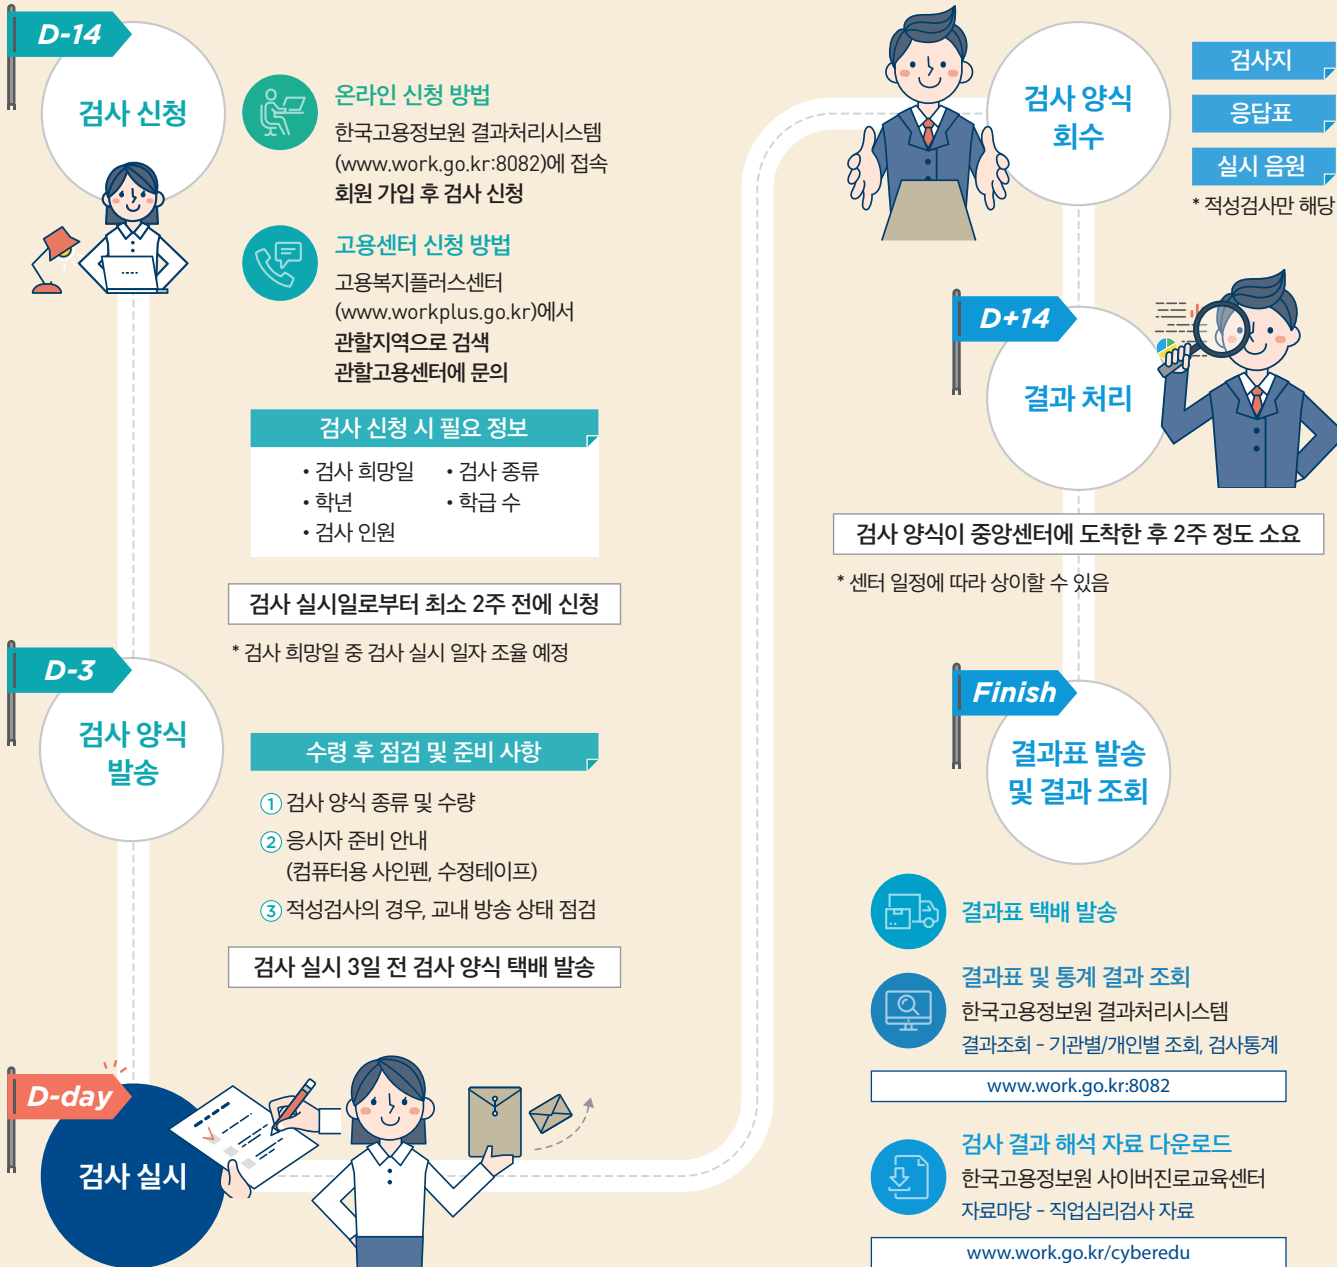 D-14
검사 신청
온라인 신청 방법
한국고용정보원 결과처리시스템
(www.work.go.kr:8082)에 접속
회원 가입 후 검사 신청
고용센터 신청 방법
고용복지플러스센터
(www.workplus.go.kr)에서
관할지역으로 검색
관할고용센터에 문의
검사 신청 시 필요 정보
• 검사 희망일 • 검사 종류
• 학년 • 학급 수
• 검사 인원
검사 실시일로부터 최소 2주 전에 신청
* 검사 희망일 중 검사 실시 일자 조율 예정
D-3
검사 양식
발송
수령 후 점검 및 준비 사항
① 검사 양식 종류 및 수량
② 응시자 준비 안내
(컴퓨터용 사인펜, 수정테이프)
③ 적성검사의 경우, 교내 방송 상태 점검
검사 실시 3일 전 검사 양식 택배 발송
D-day
검사 실시
검사 양식
회수
검사지
응답표
실시 음원
* 적성검사만 해당
D+14
결과 처리
검사 양식이 중앙센터에 도착한 후 2주 정도 소요
* 센터 일정에 따라 상이할 수 있음
Finish
결과표 발송
및 결과 조회
결과표 택배 발송
결과표 및 통계 결과 조회
한국고용정보원 결과처리시스템
결과조회 - 기관별/개인별 조회, 검사통계
www.work.go.kr:8082
검사 결과 해석 자료 다운로드
한국고용정보원 사이버진로교육센터
자료마당 - 직업심리검사 자료
www.work.go.kr/cyberedu